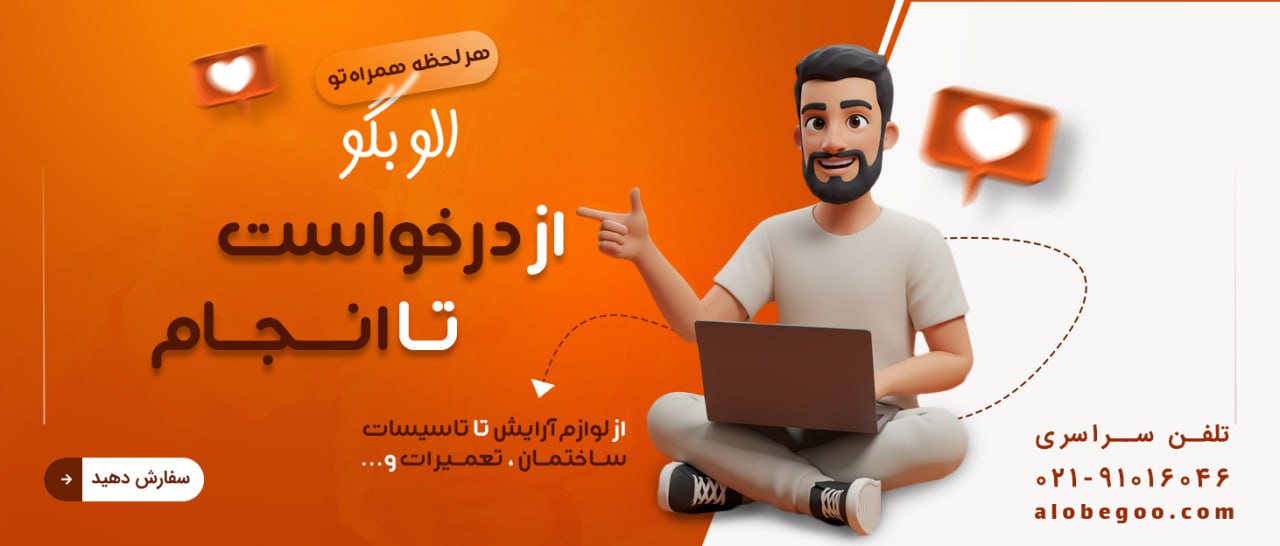 هر لحظه همراه تو
الو بگو
از درخواست
تا انجام
از لوازم آرایش تا تاسیسات
ساختمان ، تعمیرات و...
سفارش دهید
تلفن سراسری
۰۲۱-۹۱۰۱۶۰۴۶
alobegoo.com